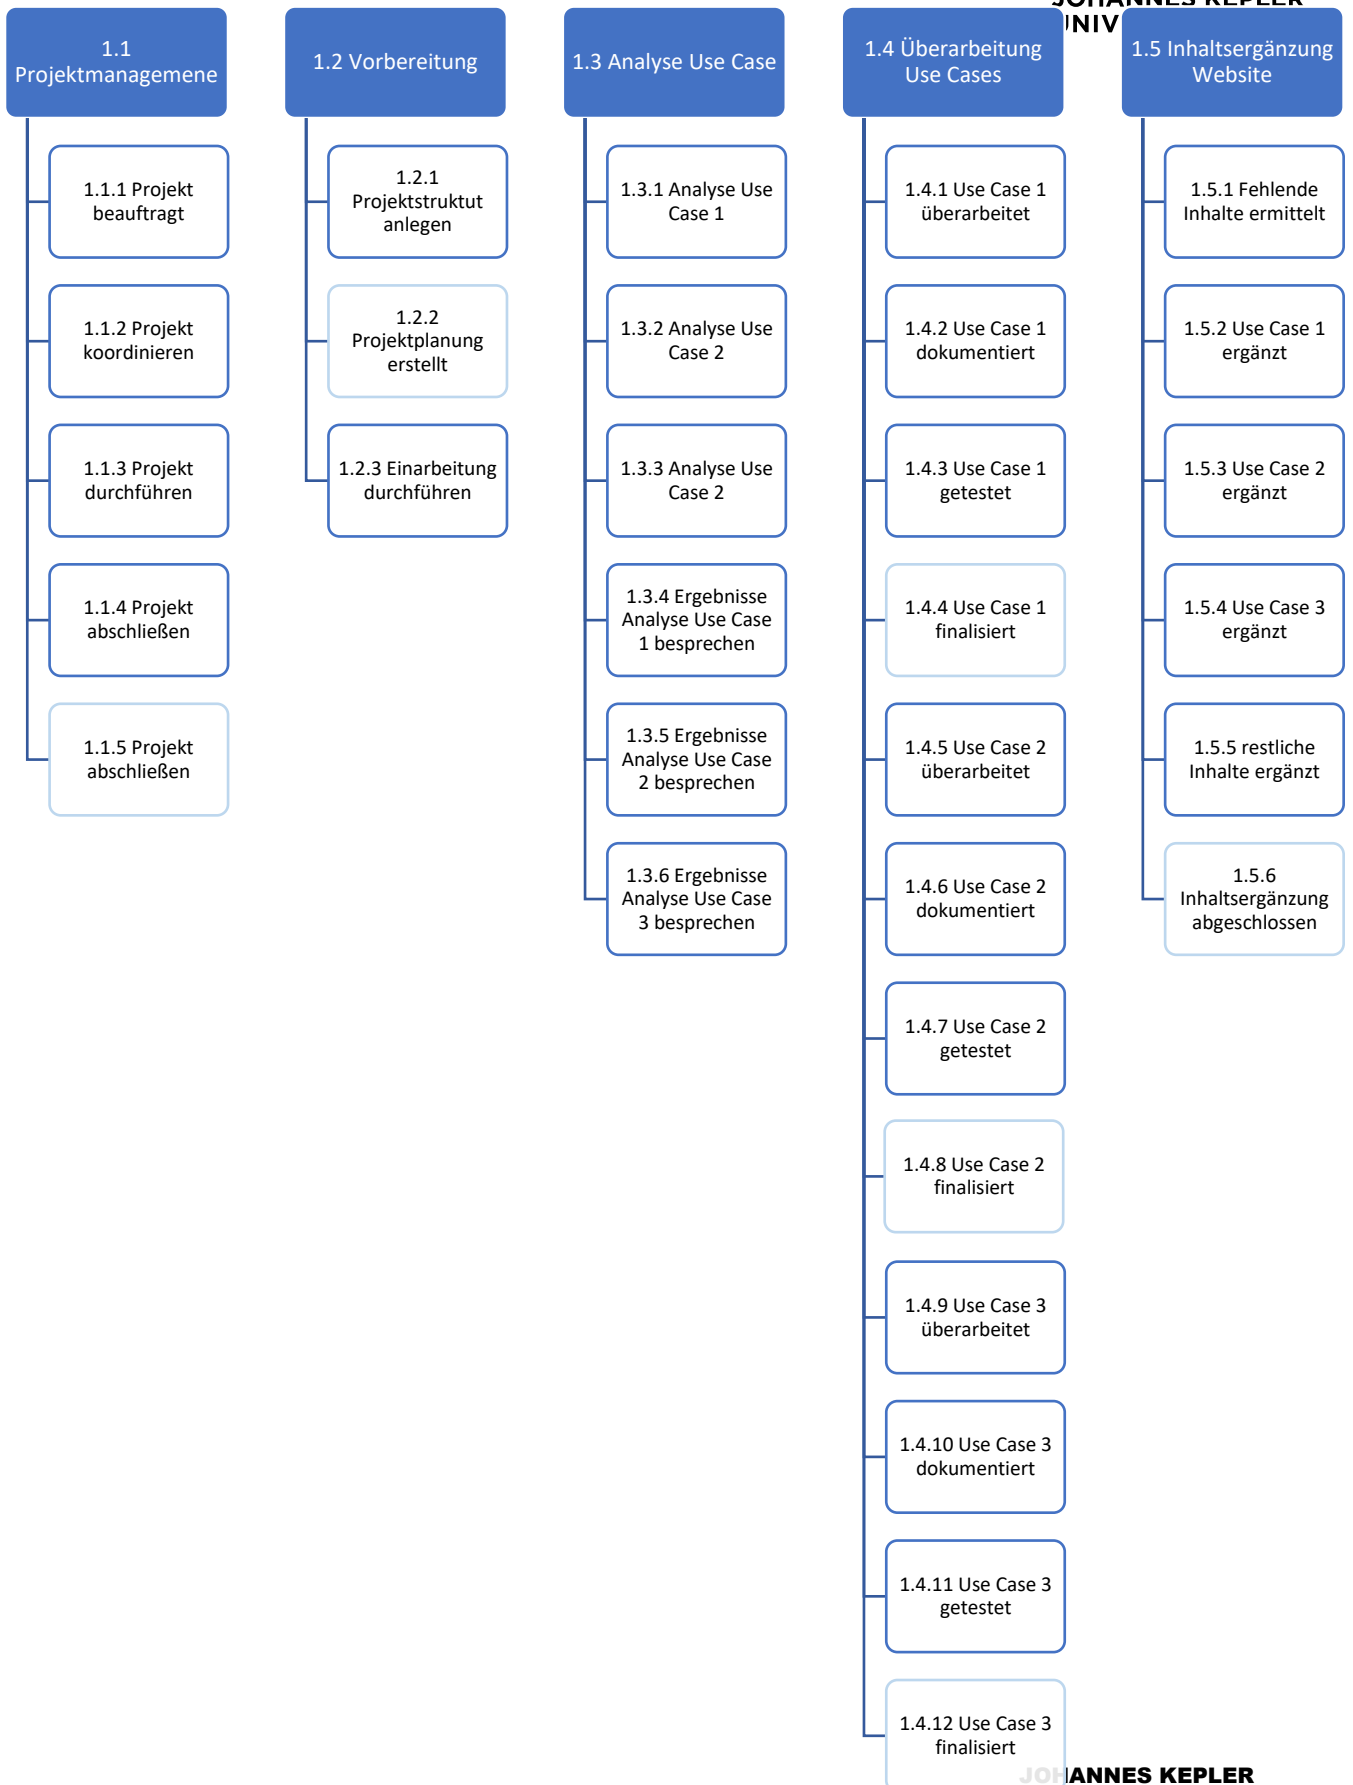 JOHANNES KEPLER
UNIV
1.1
Projektmanagemene
1.1.1 Projekt
beauftragt
1.1.2 Projekt
koordinieren
1.1.3 Projekt
durchführen
1.1.4 Projekt
abschließen
1.1.5 Projekt
abschließen
1.2 Vorbereitung
1.2.1
Projektstruktut
anlegen
1.2.2
Projektplanung
erstellt
1.2.3 Einarbeitung
durchführen
1.3 Analyse Use Case
1.3.1 Analyse Use
Case 1
1.3.2 Analyse Use
Case 2
1.3.3 Analyse Use
Case 2
1.3.4 Ergebnisse
Analyse Use Case
1 besprechen
1.3.5 Ergebnisse
Analyse Use Case
2 besprechen
1.3.6 Ergebnisse
Analyse Use Case
3 besprechen
1.4 Überarbeitung
Use Cases
1.4.1 Use Case 1
überarbeitet
1.4.2 Use Case 1
dokumentiert
1.4.3 Use Case 1
getestet
1.4.4 Use Case 1
finalisiert
1.4.5 Use Case 2
überarbeitet
1.4.6 Use Case 2
dokumentiert
1.4.7 Use Case 2
getestet
1.4.8 Use Case 2
finalisiert
1.4.9 Use Case 3
überarbeitet
1.4.10 Use Case 3
dokumentiert
1.4.11 Use Case 3
getestet
1.4.12 Use Case 3
finalisiert
1.5 Inhaltsergänzung
Website
1.5.1 Fehlende
Inhalte ermittelt
1.5.2 Use Case 1
ergänzt
1.5.3 Use Case 2
ergänzt
1.5.4 Use Case 3
ergänzt
1.5.5 restliche
Inhalte ergänzt
1.5.6
Inhaltsergänzung
abgeschlossen
JOHANNES KEPLER